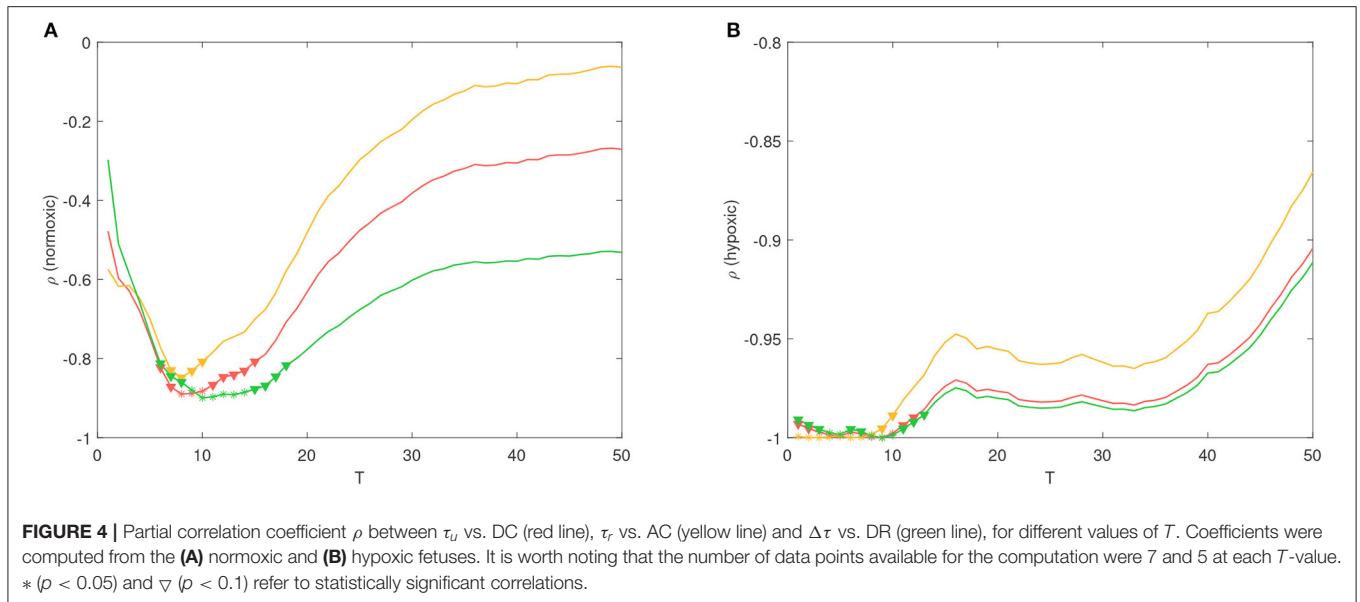 A
B
0
-0.2
-0.4
-0.6
-0.8
-1
ρ (normoxic)
0
10
20
30
40
50
T
-0.8
-0.85
-0.9
-0.95
-1
ρ (hypoxic)
0
10
20
30
40
50
T
FIGURE 4 | Partial correlation coefficient ρ between τu vs. DC (red line), τr vs. AC (yellow line) and Δτ vs. DR (green line), for different values of T. Coefficients were
computed from the (A) normoxic and (B) hypoxic fetuses. It is worth noting that the number of data points available for the computation were 7 and 5 at each T-value.
* (p < 0.05) and ▽ (p < 0.1) refer to statistically significant correlations.